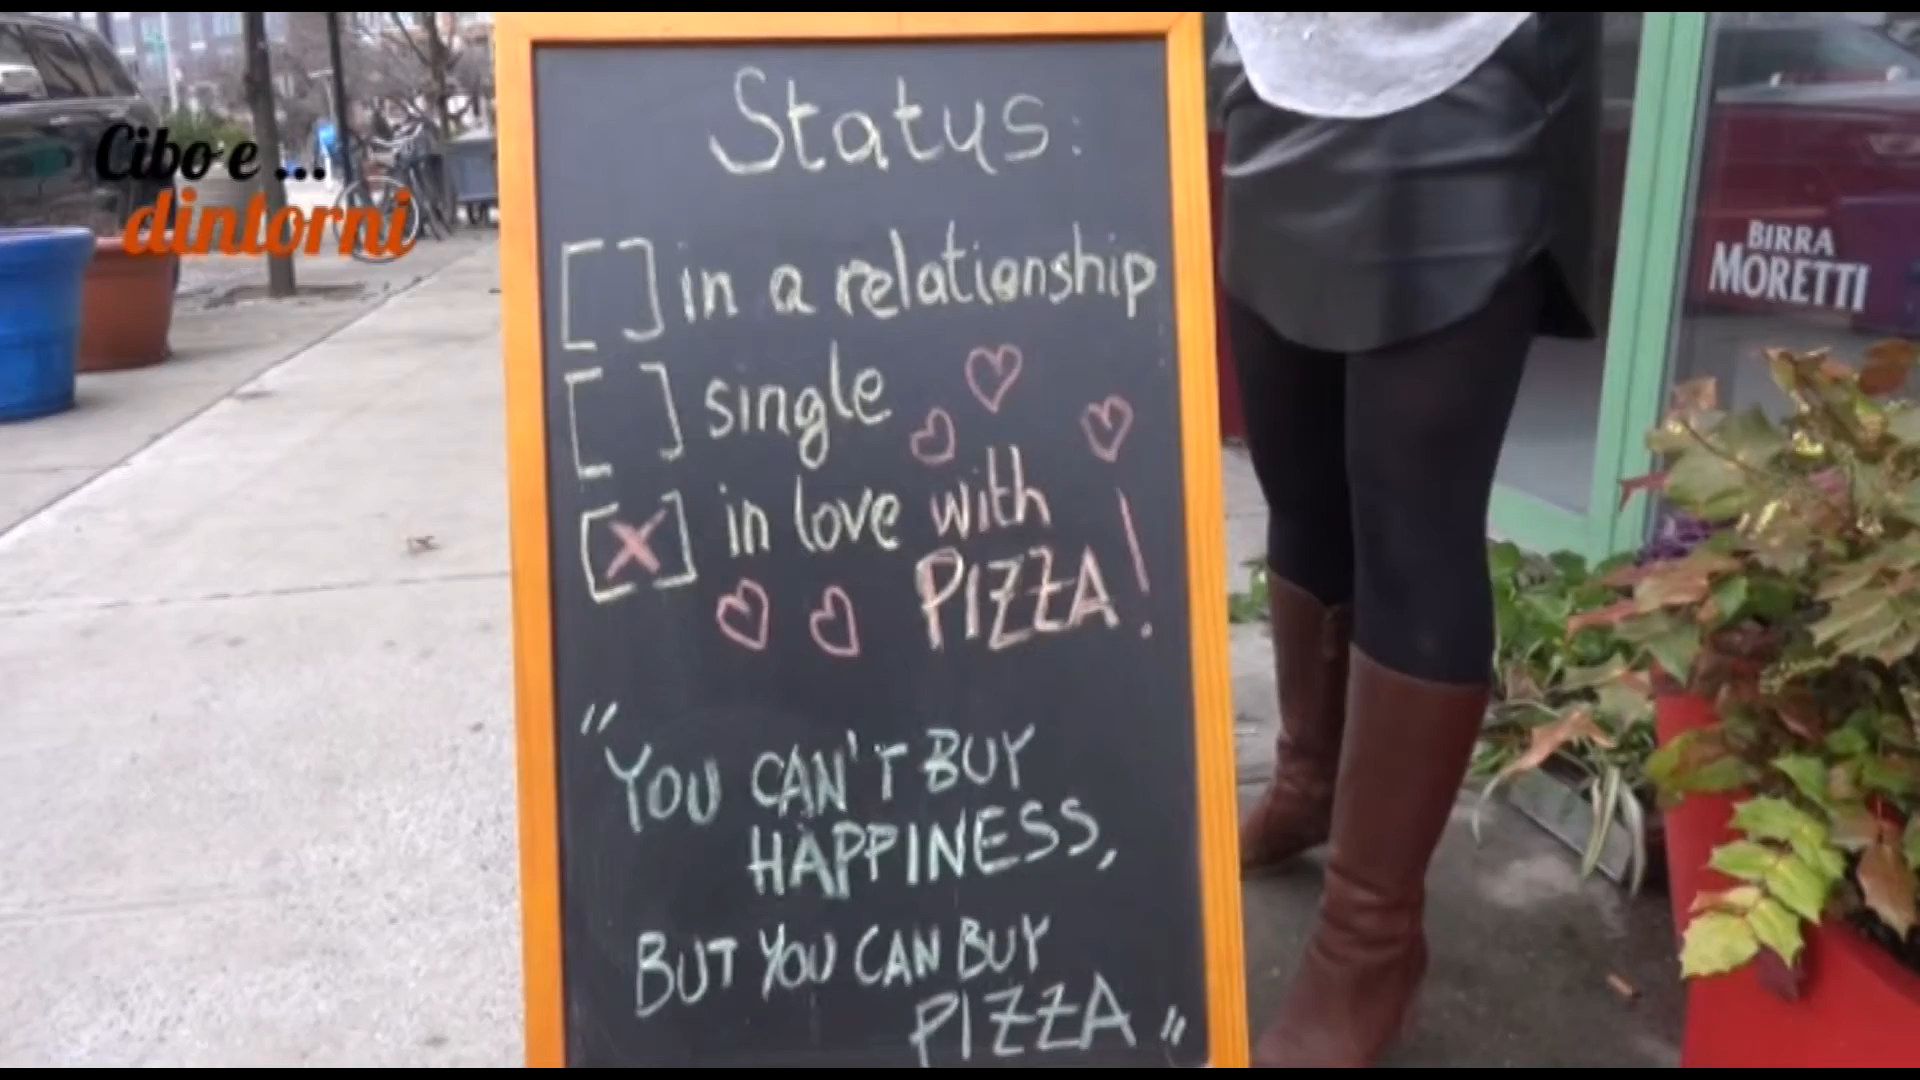 Cibo e ...
dintorni
Status:
[ ] in a relationship
[ ] single
[X] in love with
PIZZA!
"YOU CAN'T BUY
HAPPINESS,
BUT YOU CAN BUY
PIZZA"
BIRRA
MORETTI